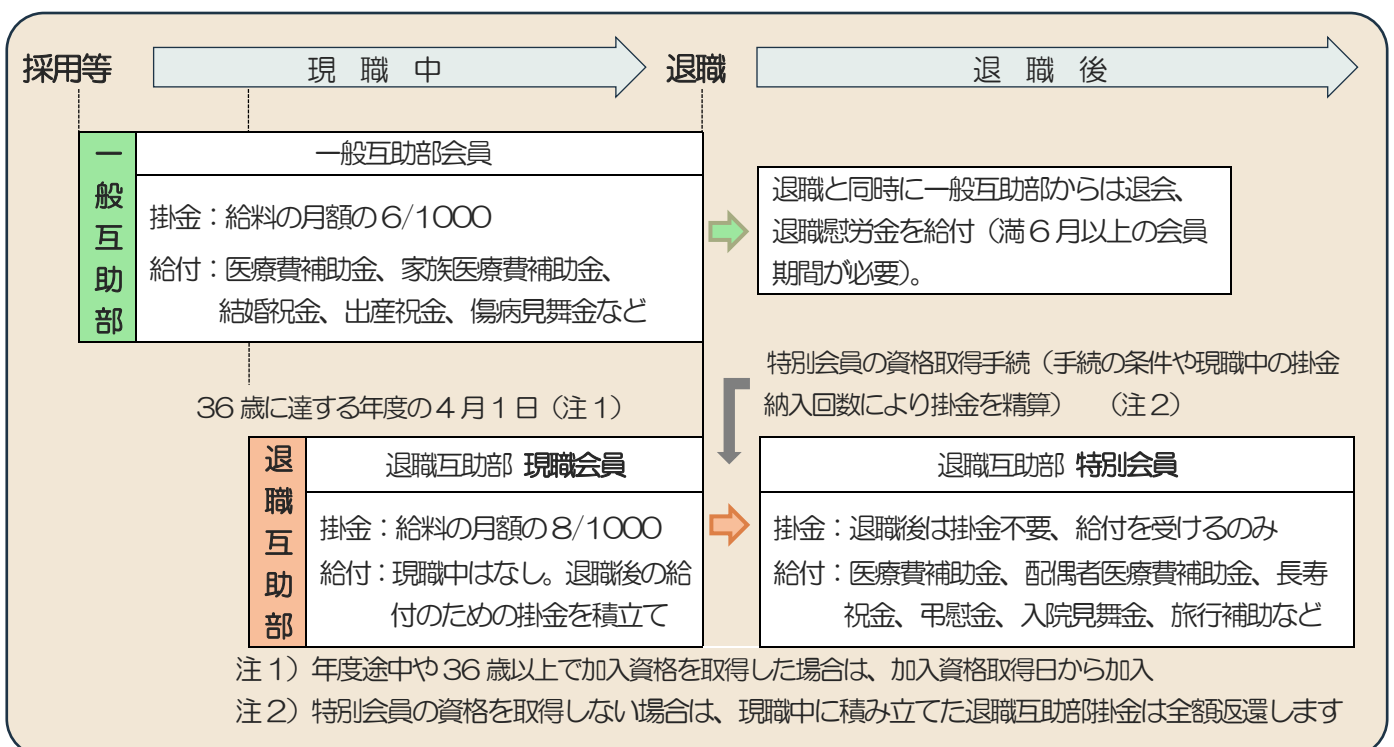 採用等
現職中
退職
退職後
一般互助部
一般互助部会員
掛金：給料の月額の6/1000
給付：医療費補助金、家族医療費補助金、
結婚祝金、出産祝金、傷病見舞金など
退職と同時に一般互助部からは退会、
退職慰労金を給付（満6月以上の会員
期間が必要）。
特別会員の資格取得手続（手続の条件や現職中の掛金
納入回数により掛金を精算）　（注2）
36歳に達する年度の4月1日（注1）
退職互助部
退職互助部 現職会員
掛金：給料の月額の8/1000
給付：現職中はなし。退職後の給
付のための掛金を積立て
退職互助部 特別会員
掛金：退職後は掛金不要、給付を受けるのみ
給付：医療費補助金、配偶者医療費補助金、長寿
祝金、弔慰金、入院見舞金、旅行補助など
注1）年度途中や36歳以上で加入資格を取得した場合は、加入資格取得日から加入
注2）特別会員の資格を取得しない場合は、現職中に積み立てた退職互助部掛金は全額返還します